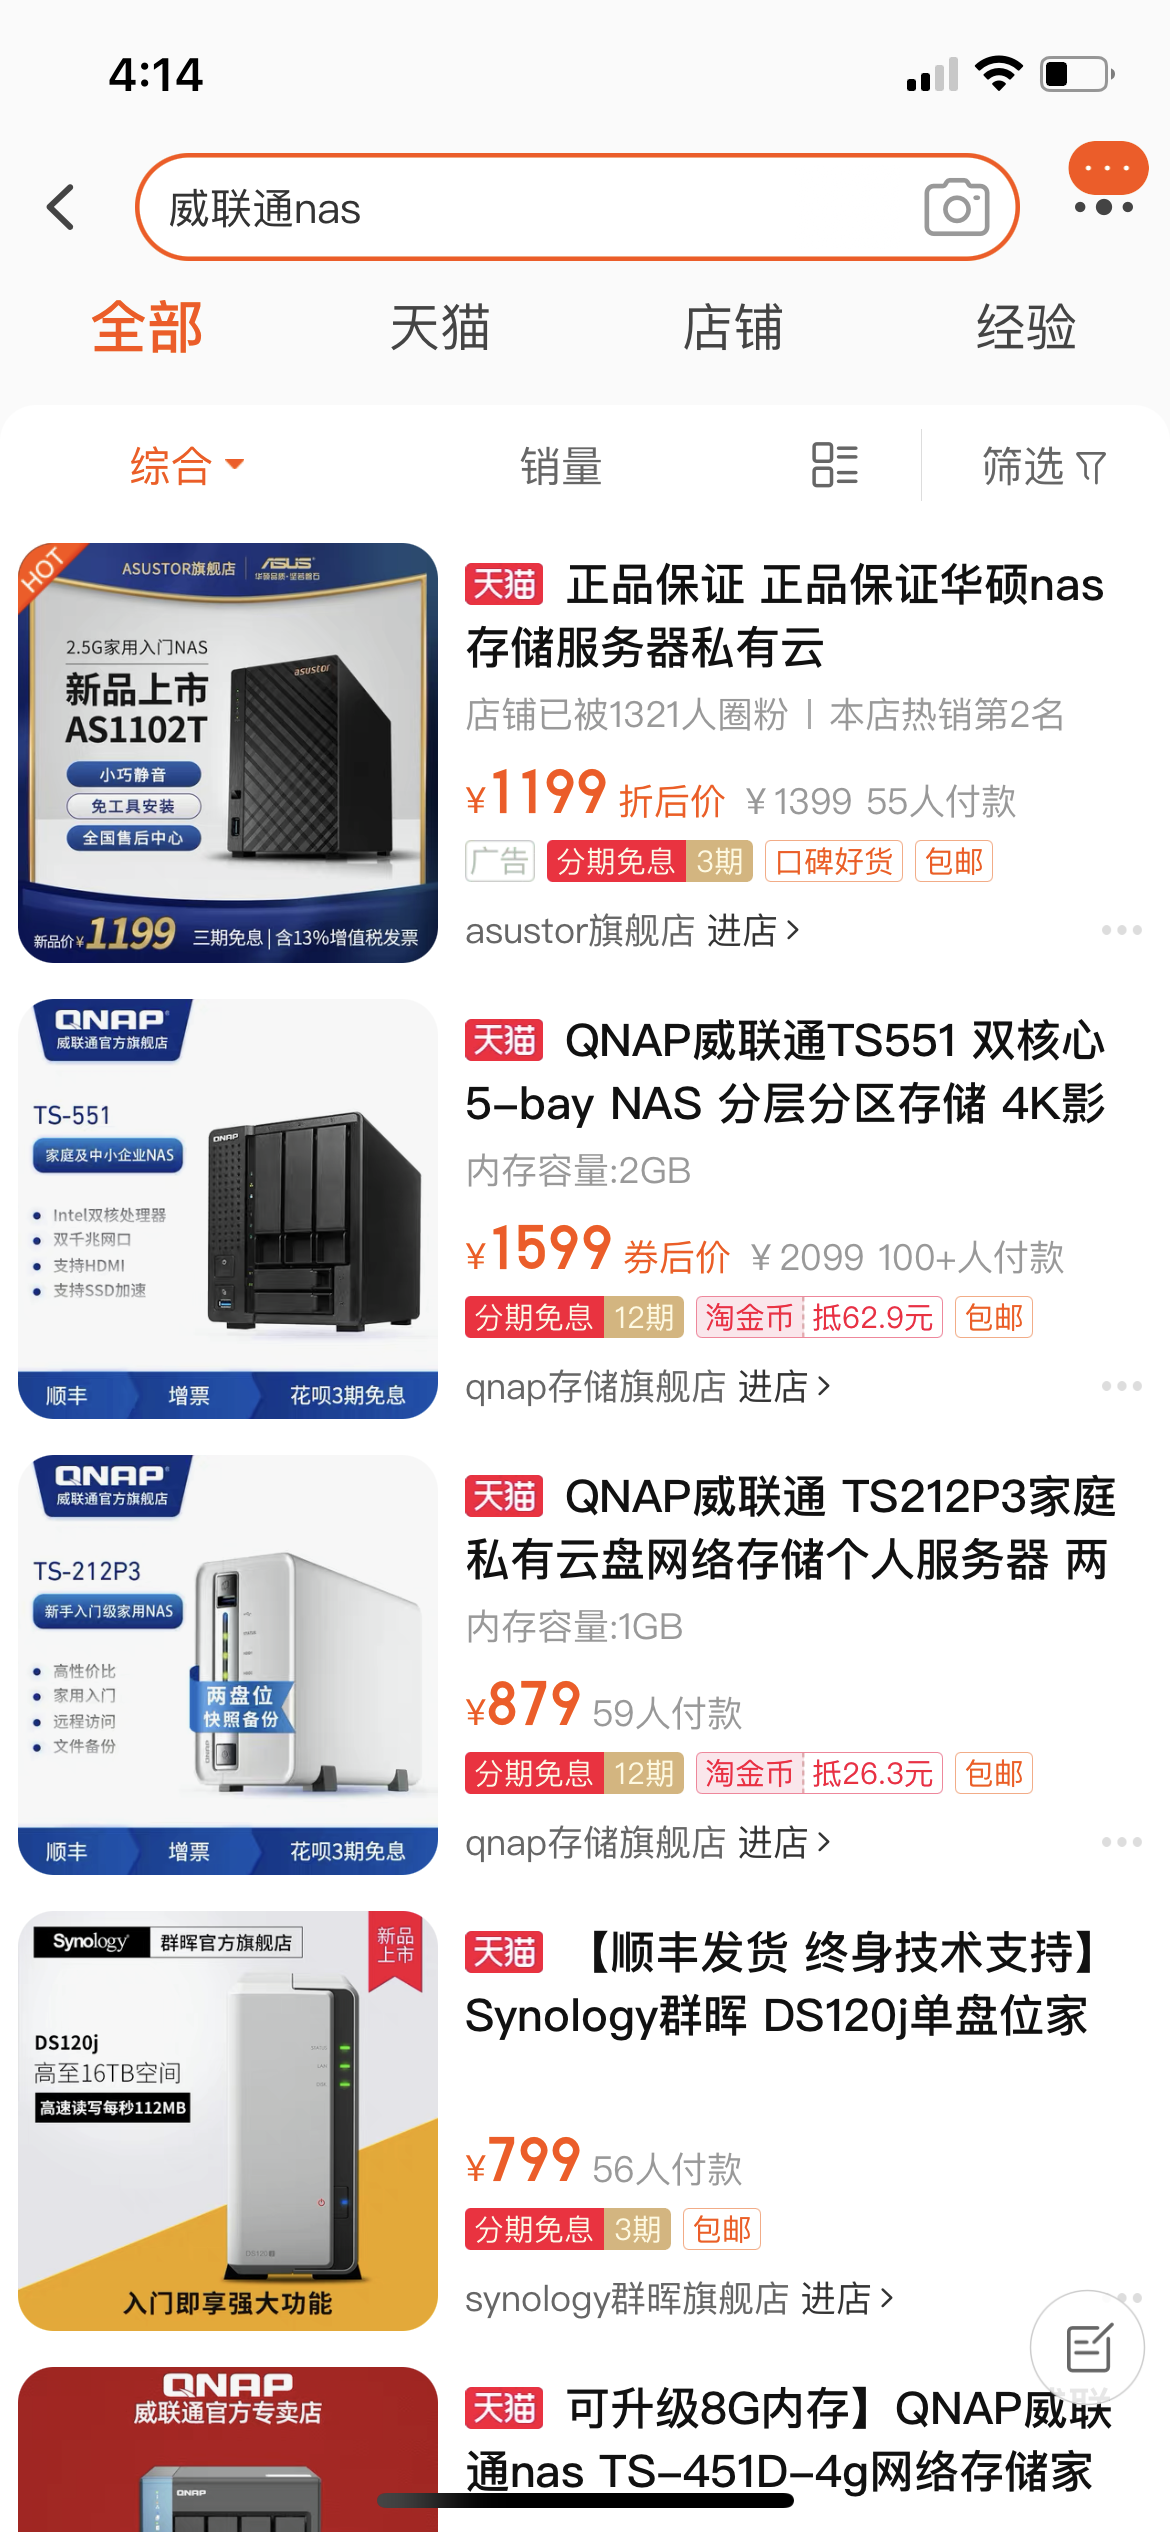 4:14
威联通nas
全部 天猫 店铺 经验
综合 销量 筛选
HOT
ASUSTOR旗舰店 ASUS
华硕品质·坚若磐石
2.5G家用入门NAS
新品上市
AS1102T
小巧静音
免工具安装
全国售后中心
asustor
新品价¥1199 三期免息|含13%增值税发票
天猫 正品保证 正品保证华硕nas
存储服务器私有云
店铺已被1321人圈粉 | 本店热销第2名
¥1199 折后价 ¥1399 55人付款
广告 分期免息 3期 口碑好货 包邮
asustor旗舰店 进店>
QNAP
威联通官方旗舰店
TS-551
家庭及中小企业NAS
Intel双核处理器
双千兆网口
支持HDMI
支持SSD加速
QNAP
顺丰 增票 花呗3期免息
天猫 QNAP威联通TS551 双核心
5-bay NAS 分层分区存储 4K影
内存容量:2GB
¥1599 券后价 ¥2099 100+人付款
分期免息 12期 淘金币 抵62.9元 包邮
qnap存储旗舰店 进店>
QNAP
威联通官方旗舰店
TS-212P3
新手入门级家用NAS
高性价比
家用入门
远程访问
文件备份
两盘位
快照备份
QNAP
顺丰 增票 花呗3期免息
天猫 QNAP威联通 TS212P3家庭
私有云盘网络存储个人服务器 两
内存容量:1GB
¥879 59人付款
分期免息 12期 淘金币 抵26.3元 包邮
qnap存储旗舰店 进店>
Synology 群晖官方旗舰店
新品
上市
DS120j
高至16TB空间
高速读写每秒112MB
STATUS
LAN
DISK
DS120j
入门即享强大功能
天猫 【顺丰发货 终身技术支持】
Synology群晖 DS120j单盘位家
¥799 56人付款
分期免息 3期 包邮
synology群晖旗舰店 进店>
QNAP
威联通官方专卖店
QNAP
天猫 可升级8G内存】QNAP威联
通nas TS-451D-4g网络存储家